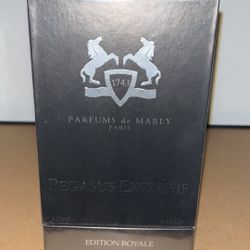 1743
PARFUMS de MARLY
PARIS
PEGASUS EXCLUSIF
EDITION ROYALE